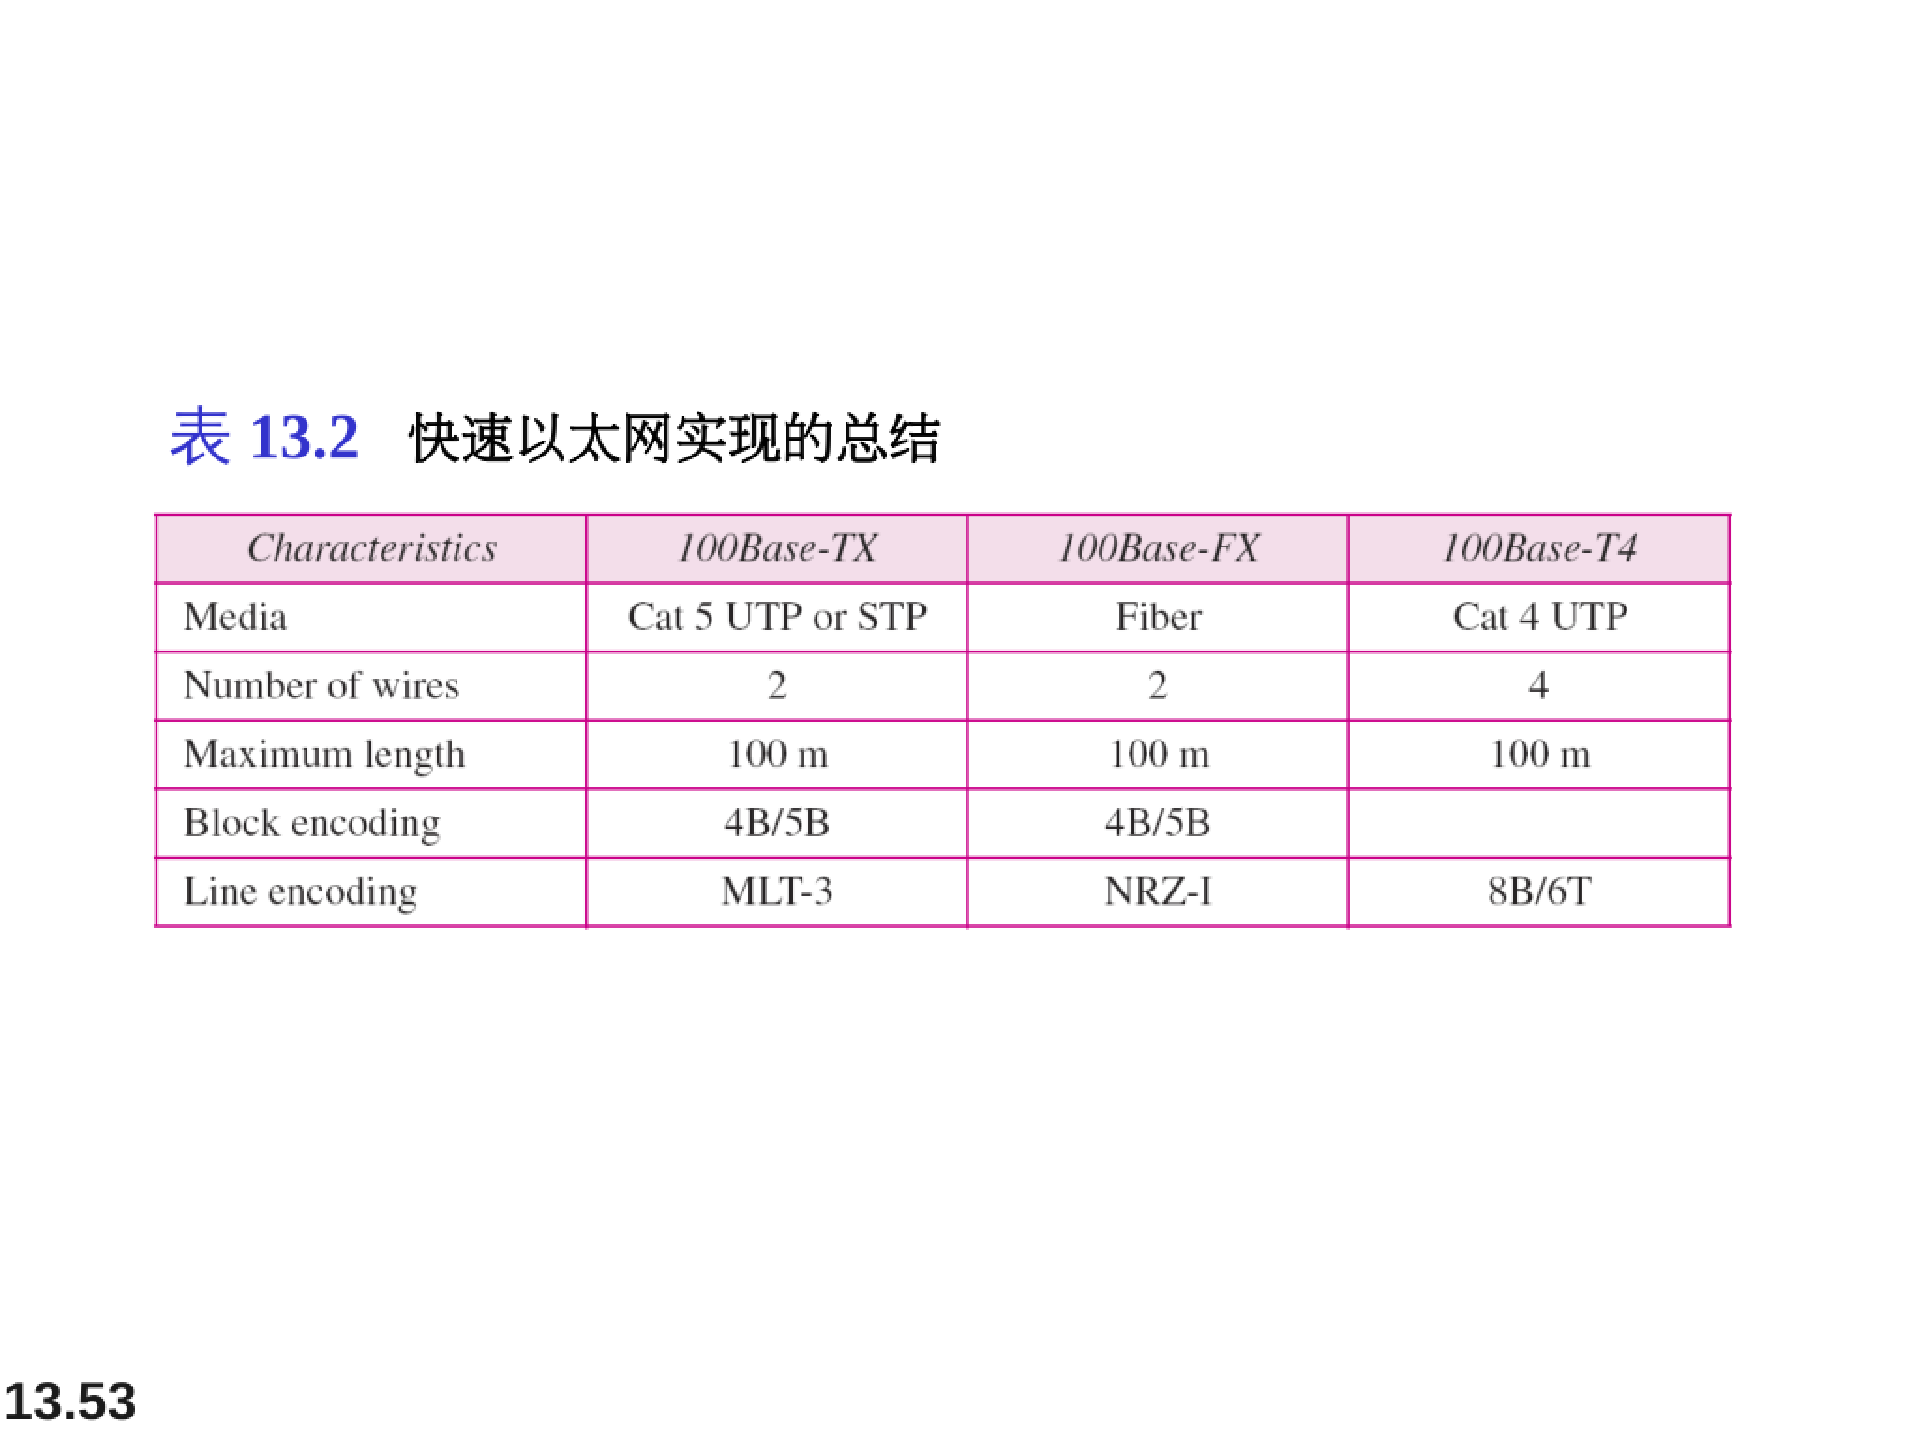 表 13.2 快速以太网实现的总结
Characteristics 100Base-TX 100Base-FX 100Base-T4
Media Cat 5 UTP or STP Fiber Cat 4 UTP
Number of wires 2 2 4
Maximum length 100 m 100 m 100 m
Block encoding 4B/5B 4B/5B
Line encoding MLT-3 NRZ-I 8B/6T
13.53